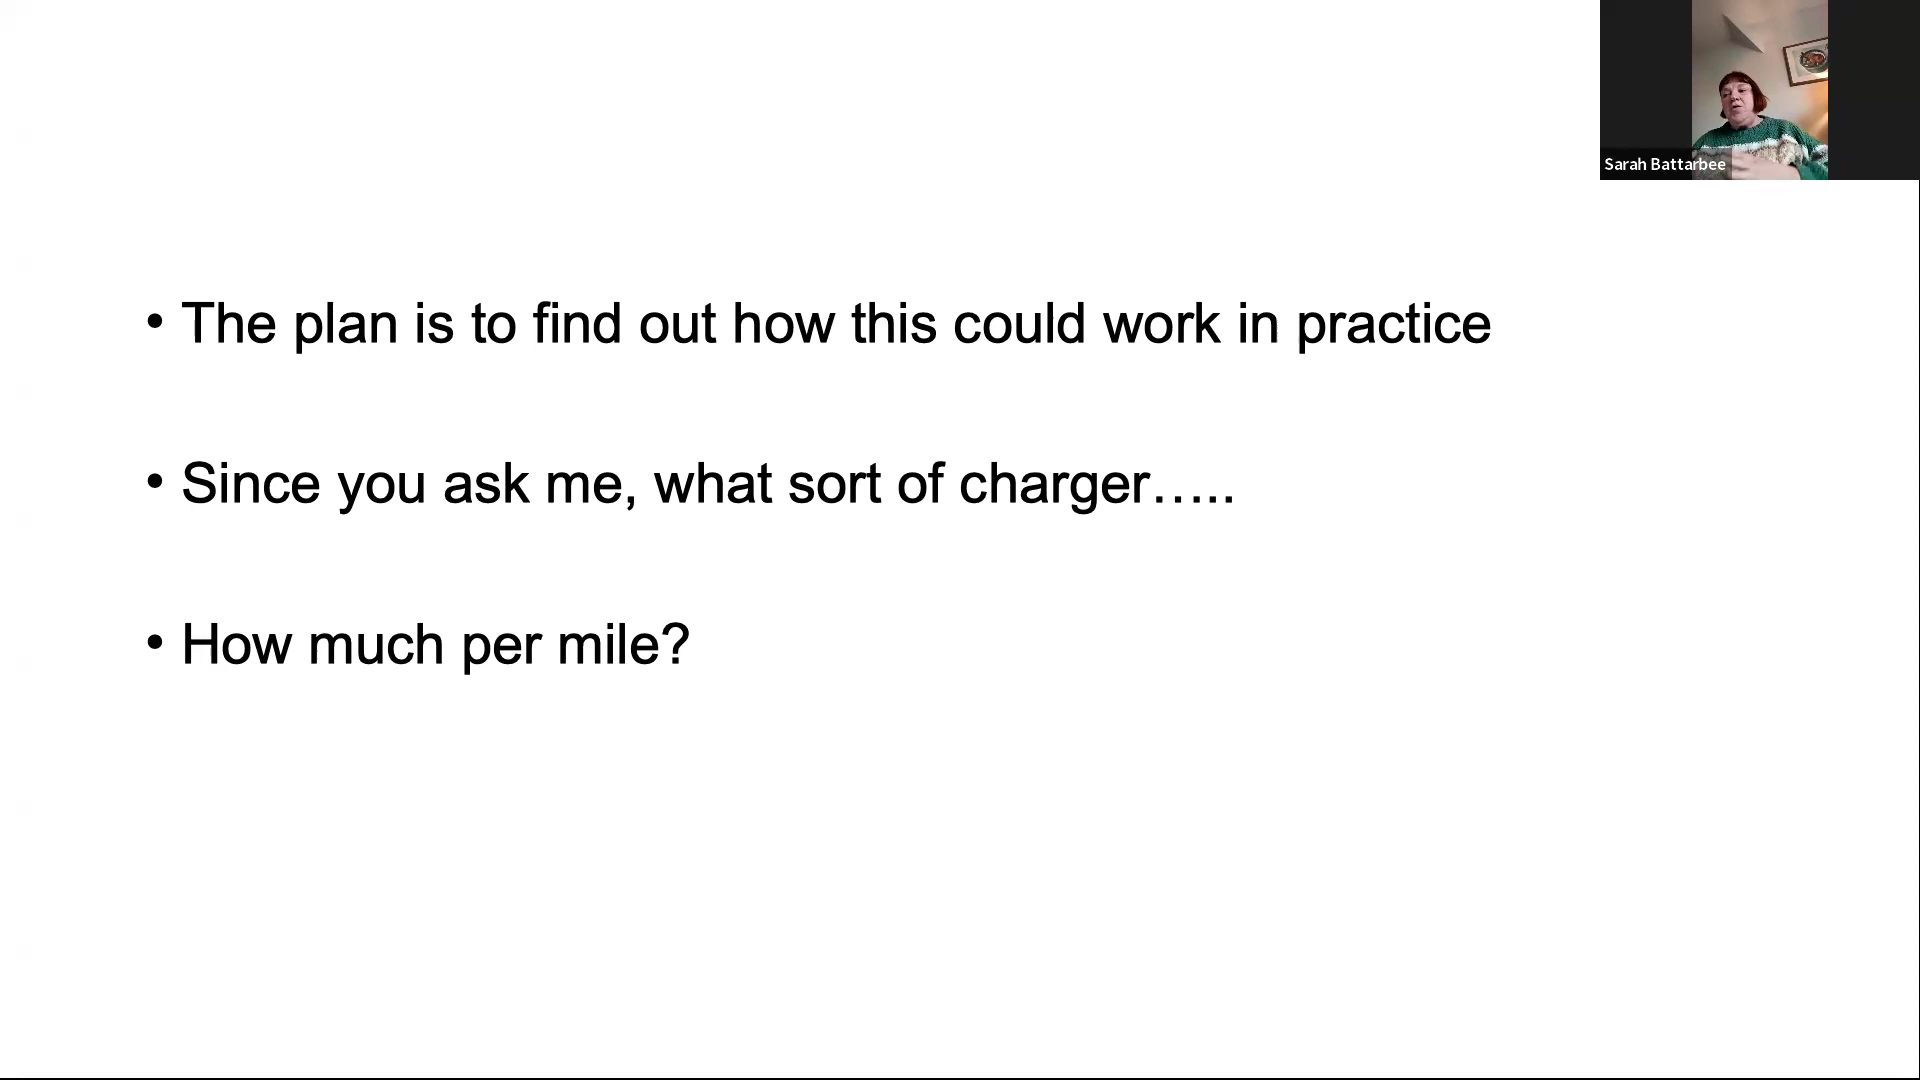 Sarah Battarbee
• The plan is to find out how this could work in practice
• Since you ask me, what sort of charger…..
• How much per mile?